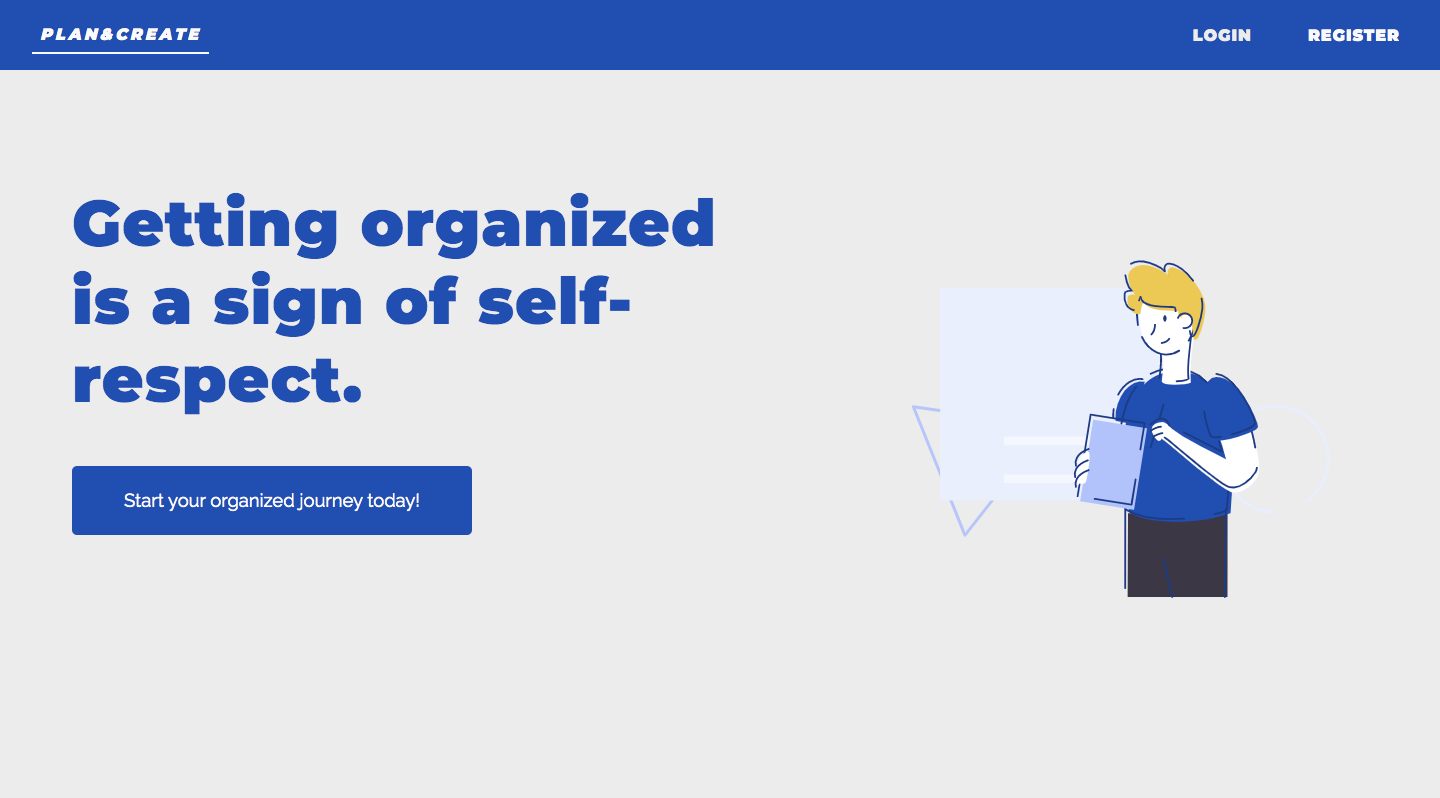 PLAN&CREATE
LOGIN
REGISTER
Getting organized
is a sign of self-
respect.
Start your organized journey today!